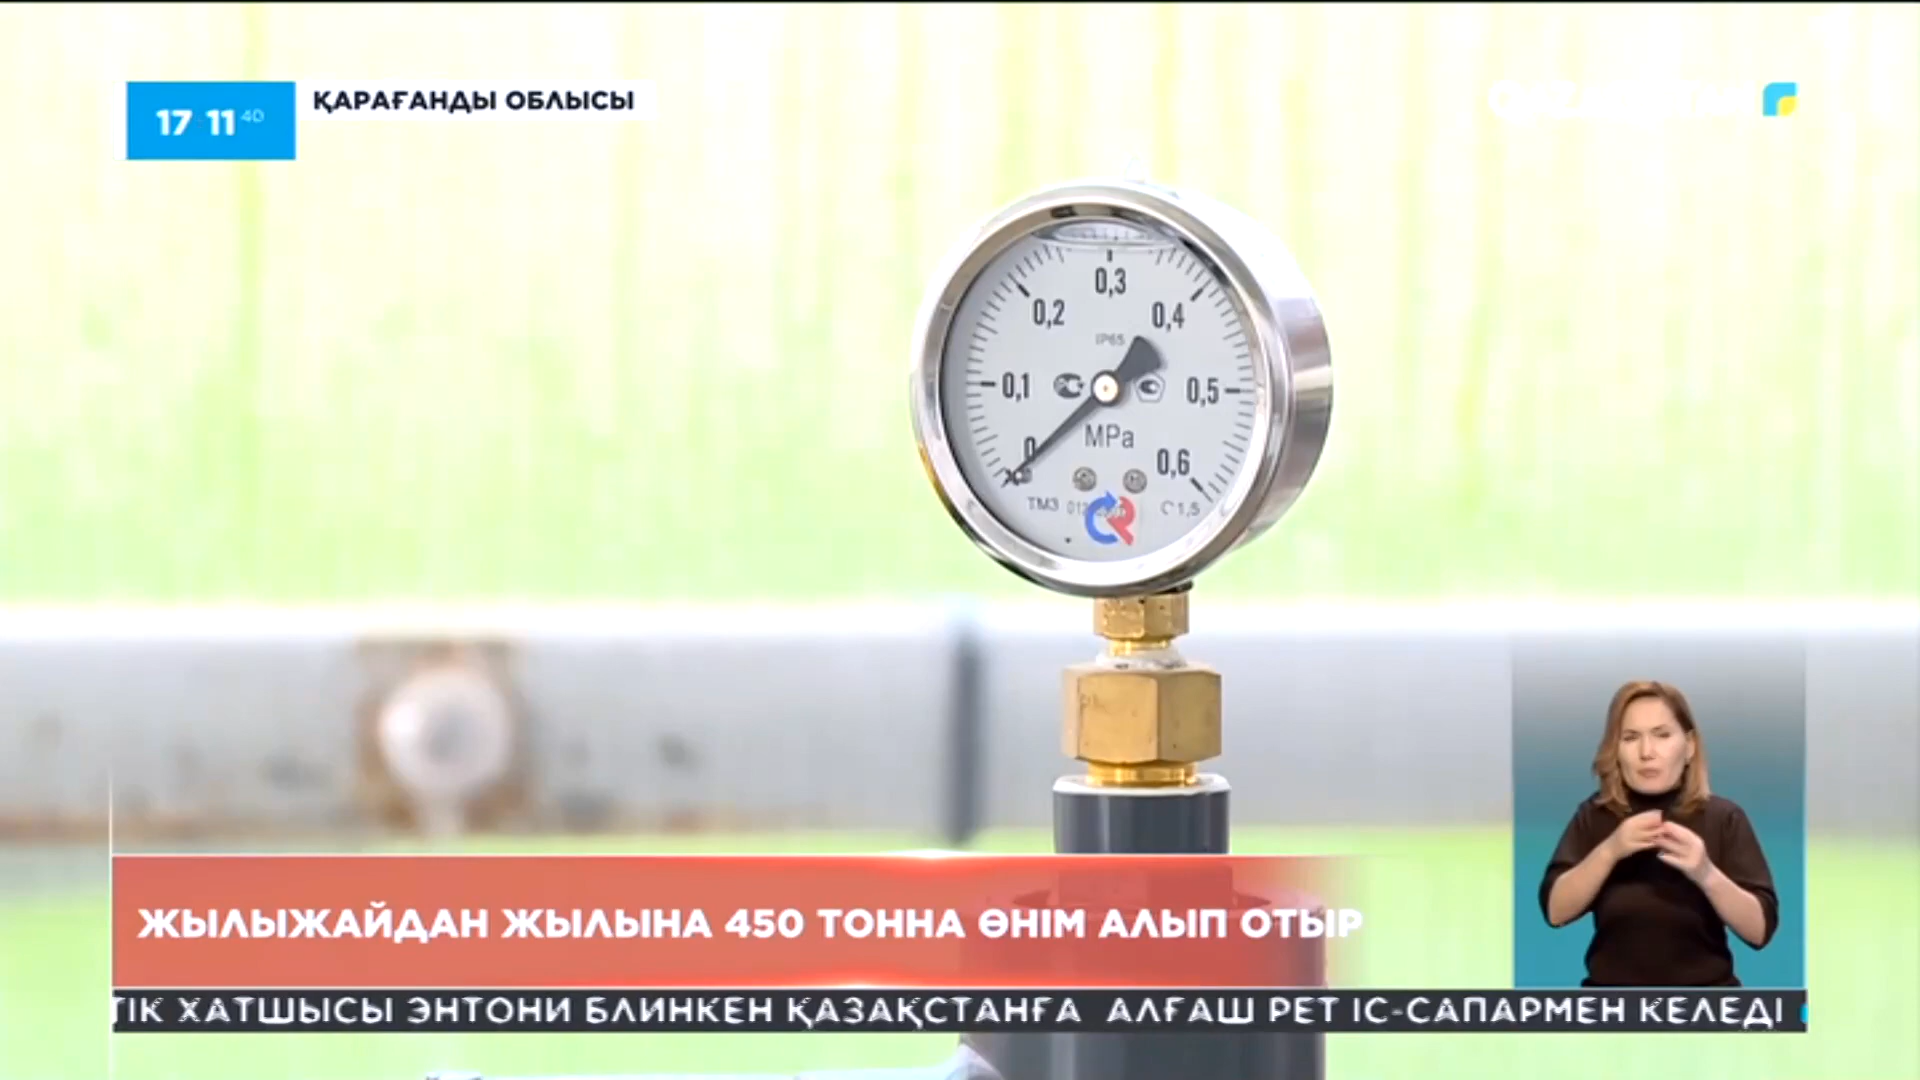 17 11 40
ҚАРАҒАНДЫ ОБЛЫСЫ
0,3
0,2
0,4
IP65
0,1
0,5
MPa
0
0,6
ТМЗ
1,5
ЖЫЛЫЖАЙДАН ЖЫЛЫНА 450 ТОННА ӨНІМ АЛЫП ОТЫР
ТІК ХАТШЫСЫ ЭНТОНИ БЛИНКЕН ҚАЗАҚСТАНҒА АЛҒАШ РЕТ ІС-САПАРМЕН КЕЛЕДІ